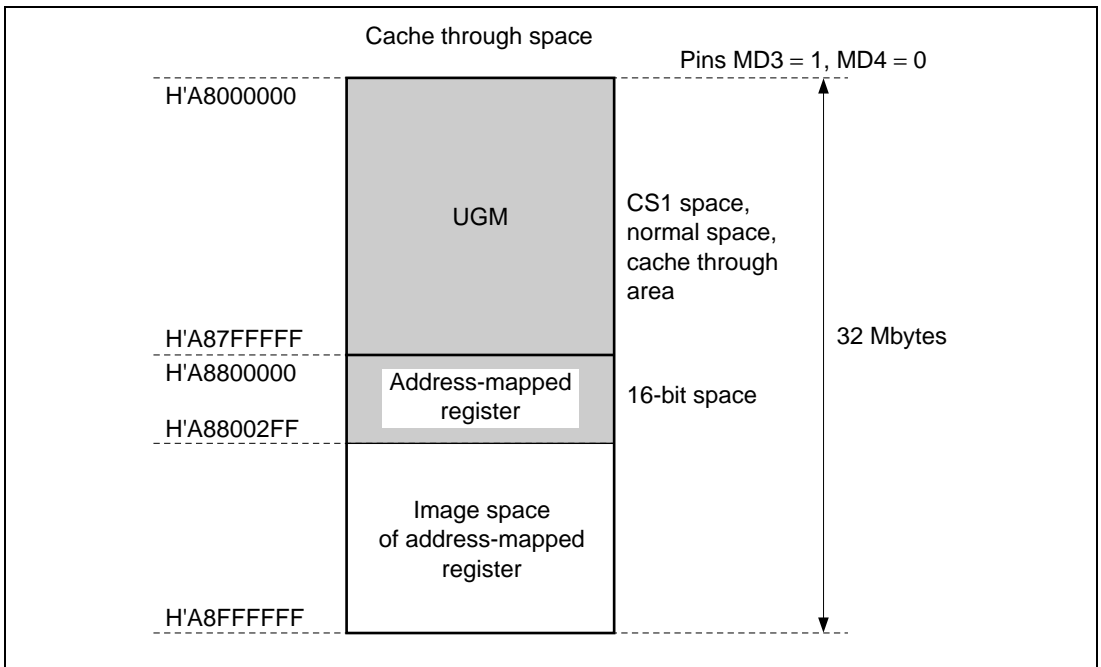 Cache through space
Pins MD3 = 1, MD4 = 0
H'A8000000
UGM
CS1 space,
normal space,
cache through
area
H'A87FFFFF
32 Mbytes
H'A8800000
Address-mapped
register
16-bit space
H'A88002FF
Image space
of address-mapped
register
H'A8FFFFFF